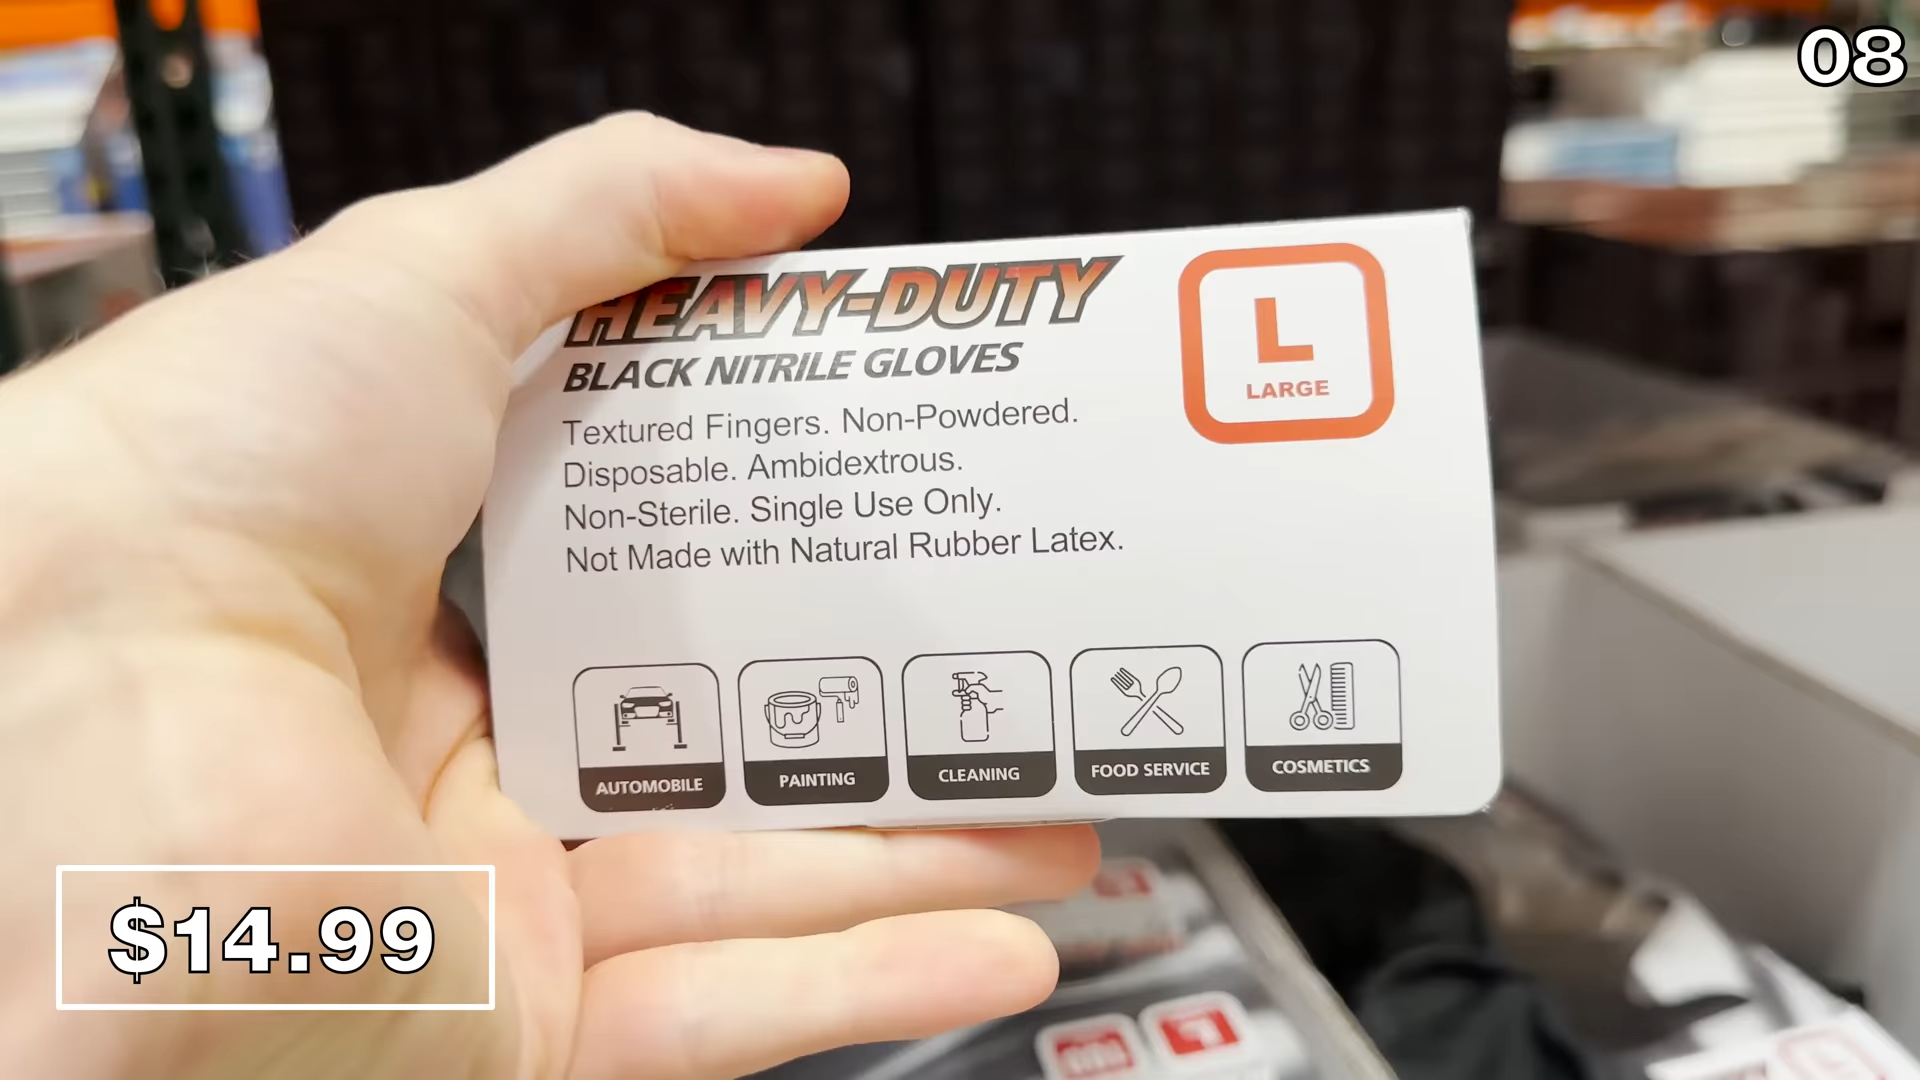 08
HEAVY-DUTY
BLACK NITRILE GLOVES
L
LARGE
Textured Fingers. Non-Powdered.
Disposable. Ambidextrous.
Non-Sterile. Single Use Only.
Not Made with Natural Rubber Latex.
AUTOMOBILE
PAINTING
CLEANING
FOOD SERVICE
COSMETICS
$14.99